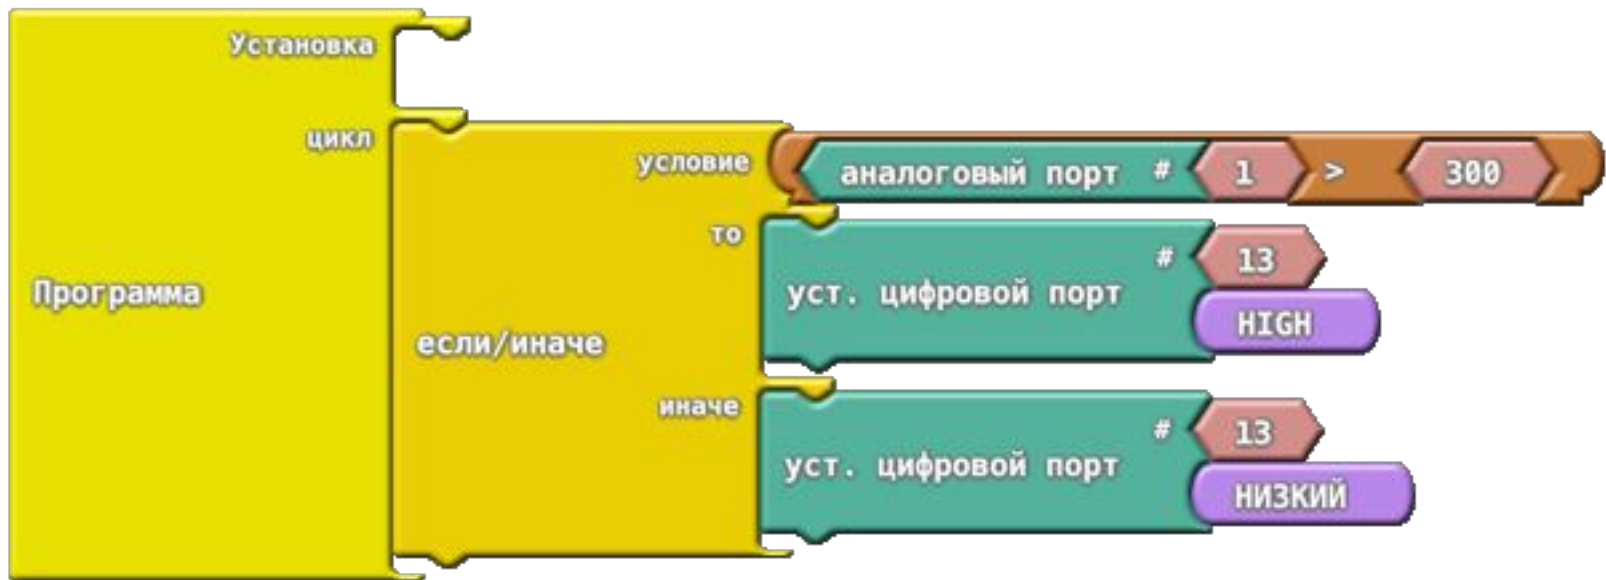 Установка
цикл
условие
аналоговый порт # 1 > 300
то
# 13
Программа
уст. цифровой порт
HIGH
если/иначе
иначе
# 13
уст. цифровой порт
НИЗКИЙ